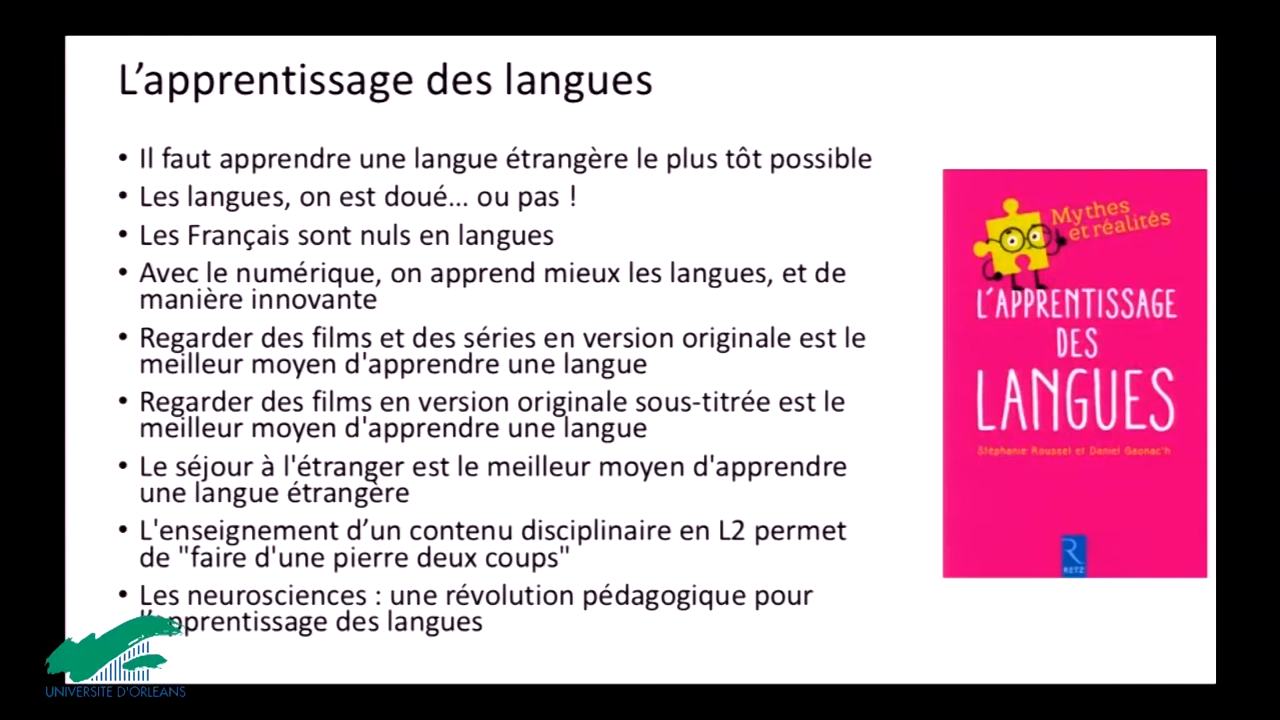 L’apprentissage des langues
• Il faut apprendre une langue étrangère le plus tôt possible
• Les langues, on est doué... ou pas !
• Les Français sont nuls en langues
• Avec le numérique, on apprend mieux les langues, et de
manière innovante
• Regarder des films et des séries en version originale est le
meilleur moyen d'apprendre une langue
• Regarder des films en version originale sous-titrée est le
meilleur moyen d'apprendre une langue
• Le séjour à l'étranger est le meilleur moyen d'apprendre
une langue étrangère
• L'enseignement d’un contenu disciplinaire en L2 permet
de "faire d'une pierre deux coups"
• Les neurosciences : une révolution pédagogique pour
l’apprentissage des langues
Mythes
et réalités
L'APPRENTISSAGE
DES
LANGUES
Stéphanie Roussel et Daniel Gaonac'h
R
RETZ
UNIVERSITE D'ORLEANS